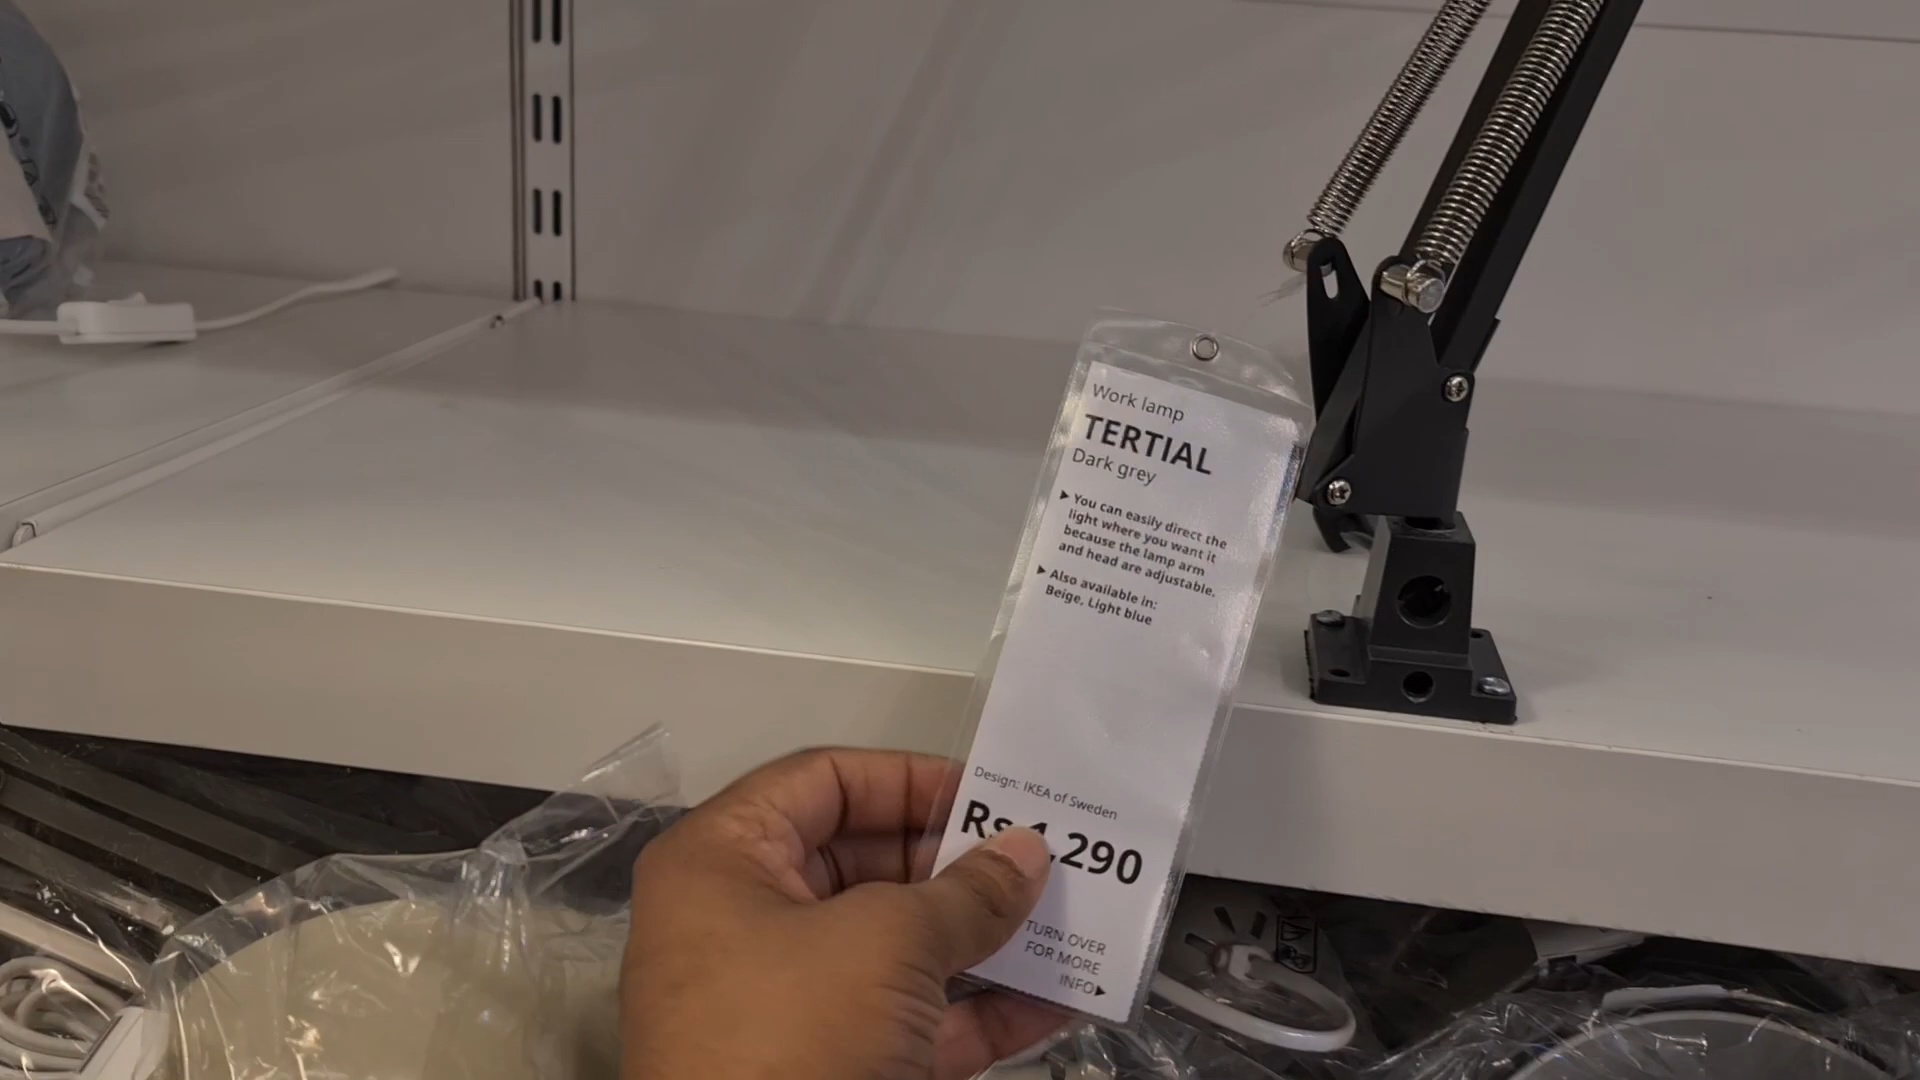 Work lamp
TERTIAL
Dark grey
▶ You can easily direct the
light where you want it
because the lamp arm
and head are adjustable.
▶ Also available in:
Beige, Light blue
Design: IKEA of Sweden
Rs 1,290
TURN OVER
FOR MORE
INFO▶